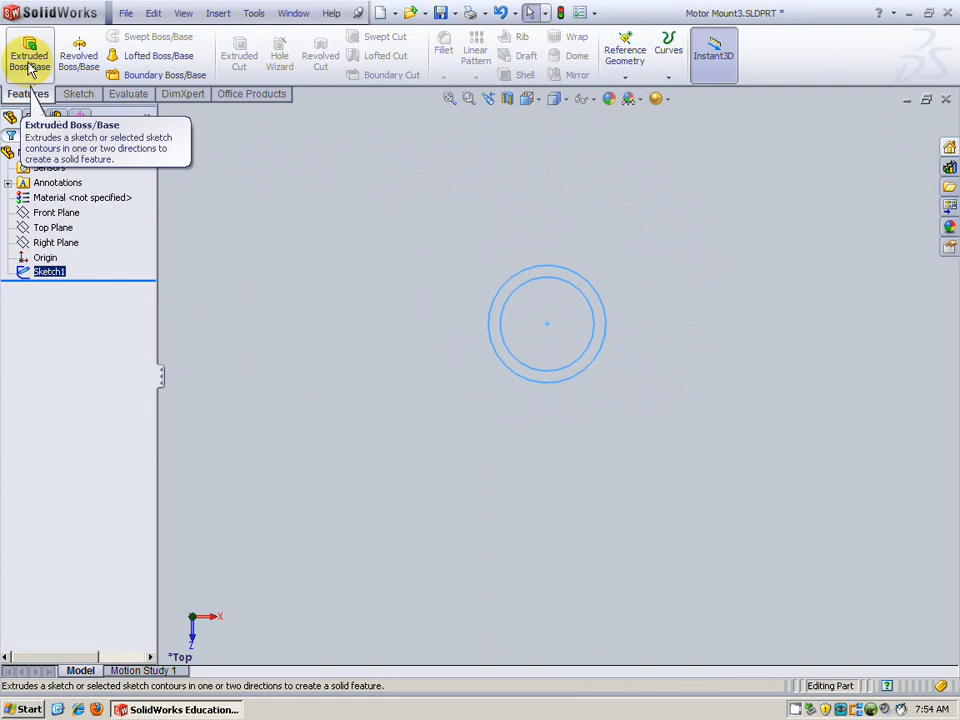 SolidWorks File Edit View Insert Tools Window Help Motor Mount3.SLDPRT *
Extruded Boss/Base
Revolved Boss/Base
Swept Boss/Base
Lofted Boss/Base
Boundary Boss/Base
Extruded Cut
Hole Wizard
Revolved Cut
Swept Cut
Lofted Cut
Boundary Cut
Fillet
Linear Pattern
Rib
Draft
Shell
Wrap
Dome
Mirror
Reference Geometry
Curves
Instant3D
Features Sketch Evaluate DimXpert Office Products
Extruded Boss/Base
Extrudes a sketch or selected sketch
contours in one or two directions to
create a solid feature.
Sensors
Annotations
Material <not specified>
Front Plane
Top Plane
Right Plane
Origin
Sketch1
X
Z
*Top
Model Motion Study 1
Extrudes a sketch or selected sketch contours in one or two directions to create a solid feature. Editing Part
Start SolidWorks Education... 7:54 AM